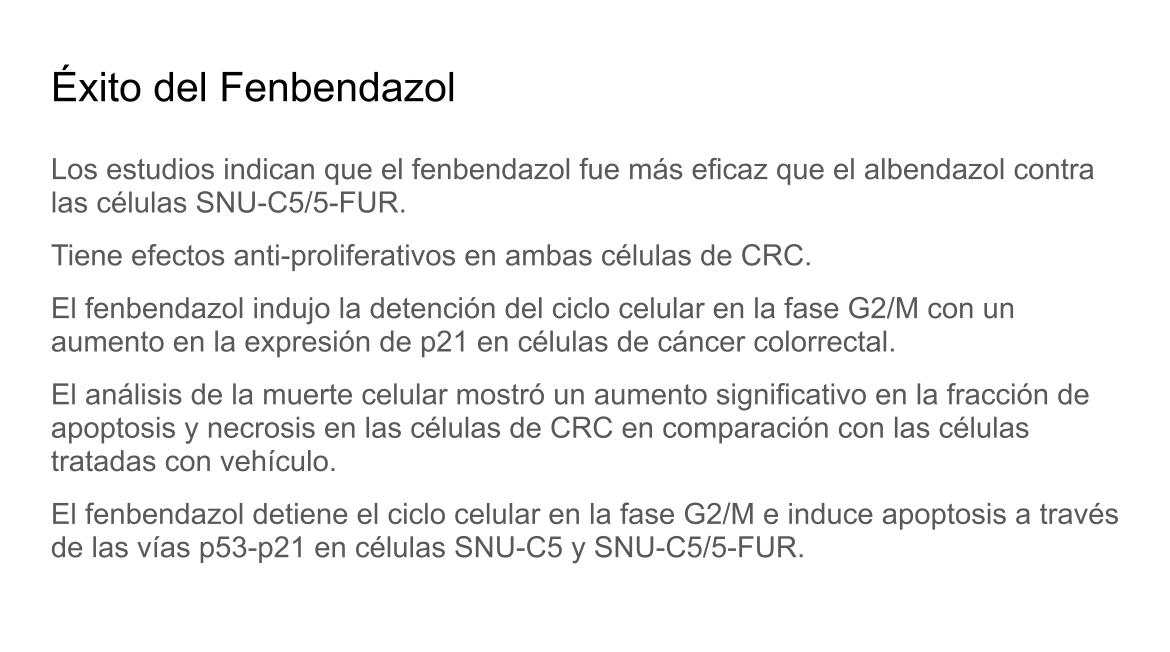 Éxito del Fenbendazol
Los estudios indican que el fenbendazol fue más eficaz que el albendazol contra
las células SNU-C5/5-FUR.
Tiene efectos anti-proliferativos en ambas células de CRC.
El fenbendazol indujo la detención del ciclo celular en la fase G2/M con un
aumento en la expresión de p21 en células de cáncer colorrectal.
El análisis de la muerte celular mostró un aumento significativo en la fracción de
apoptosis y necrosis en las células de CRC en comparación con las células
tratadas con vehículo.
El fenbendazol detiene el ciclo celular en la fase G2/M e induce apoptosis a través
de las vías p53-p21 en células SNU-C5 y SNU-C5/5-FUR.